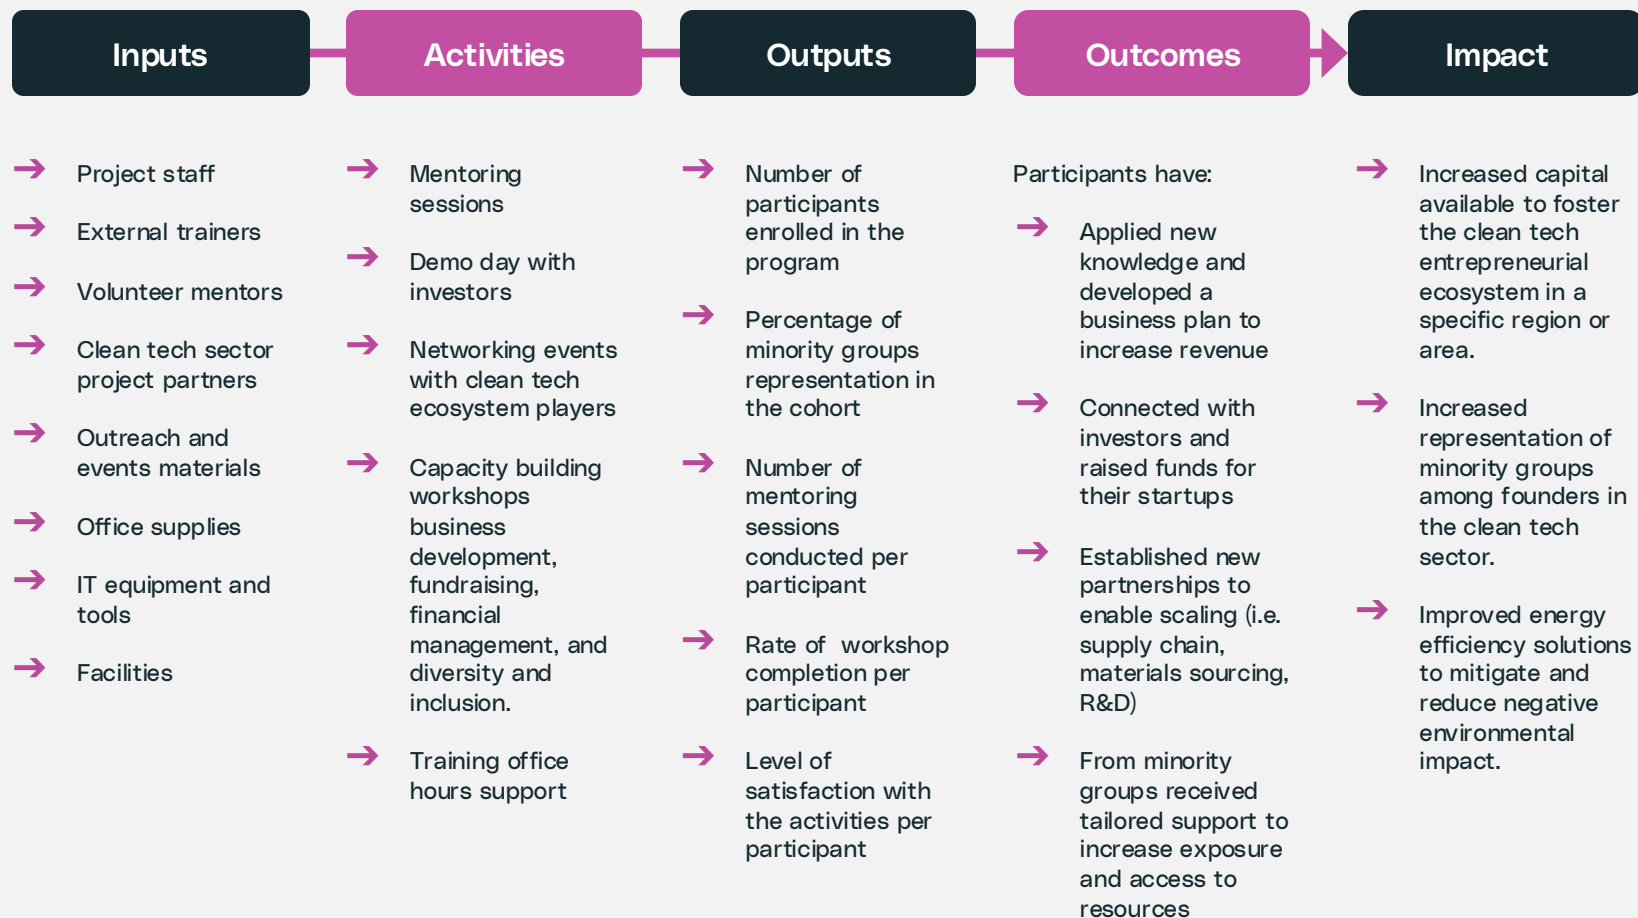 Inputs
Activities
Outputs
Outcomes
Impact
Project staff
External trainers
Volunteer mentors
Clean tech sector
project partners
Outreach and
events materials
Office supplies
IT equipment and
tools
Facilities
Mentoring
sessions
Demo day with
investors
Networking events
with clean tech
ecosystem players
Capacity building
workshops
business
development,
fundraising,
financial
management, and
diversity and
inclusion.
Training office
hours support
Number of
participants
enrolled in the
program
Percentage of
minority groups
representation in
the cohort
Number of
mentoring
sessions
conducted per
participant
Rate of  workshop
completion per
participant
Level of
satisfaction with
the activities per
participant
Participants have:
Applied new
knowledge and
developed a
business plan to
increase revenue
Connected with
investors and
raised funds for
their startups
Established new
partnerships to
enable scaling (i.e.
supply chain,
materials sourcing,
R&D)
From minority
groups received
tailored support to
increase exposure
and access to
resources
Increased capital
available to foster
the clean tech
entrepreneurial
ecosystem in a
specific region or
area.
Increased
representation of
minority groups
among founders in
the clean tech
sector.
Improved energy
efficiency solutions
to mitigate and
reduce negative
environmental
impact.